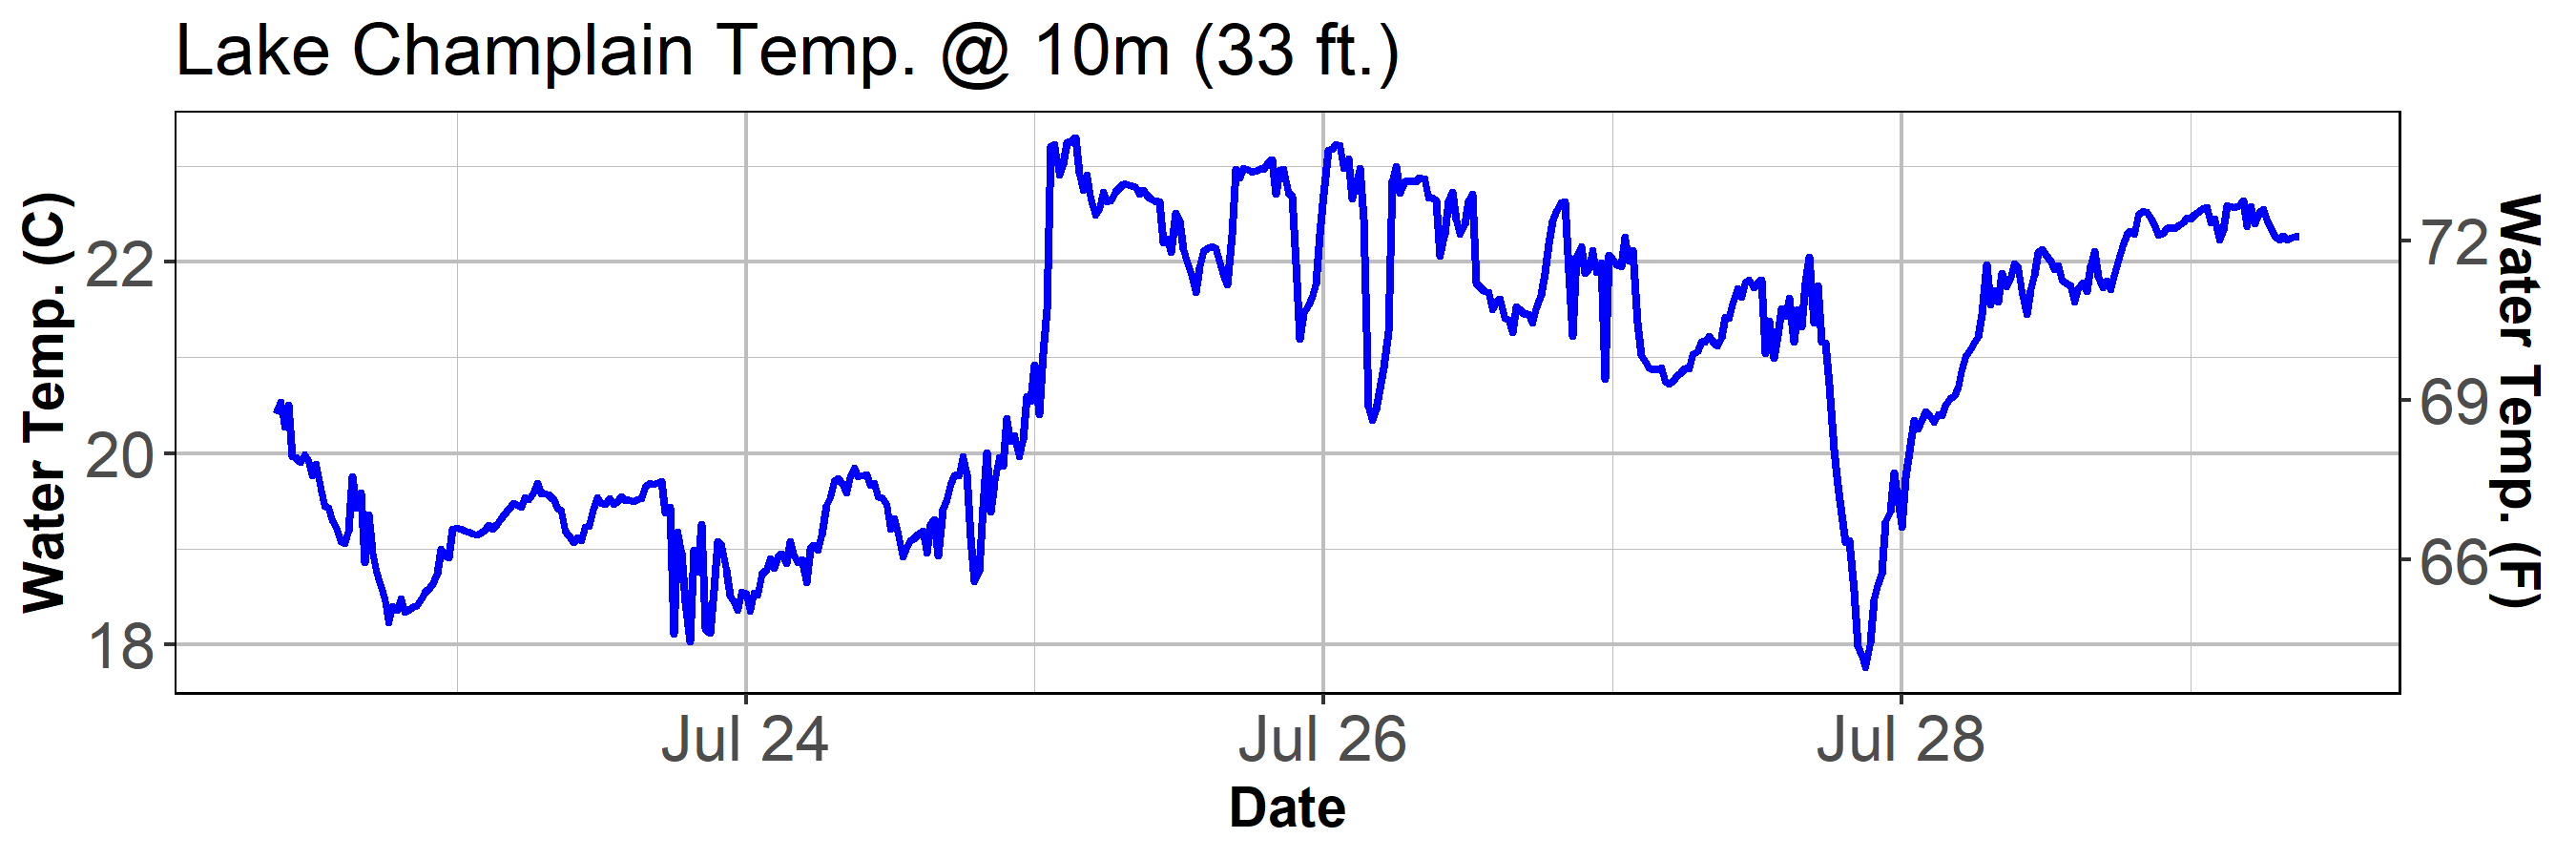 Lake Champlain Temp. @ 10m (33 ft.)
Water Temp. (C)
22
20
18
72
69
66
Water Temp. (F)
Jul 24
Jul 26
Jul 28
Date